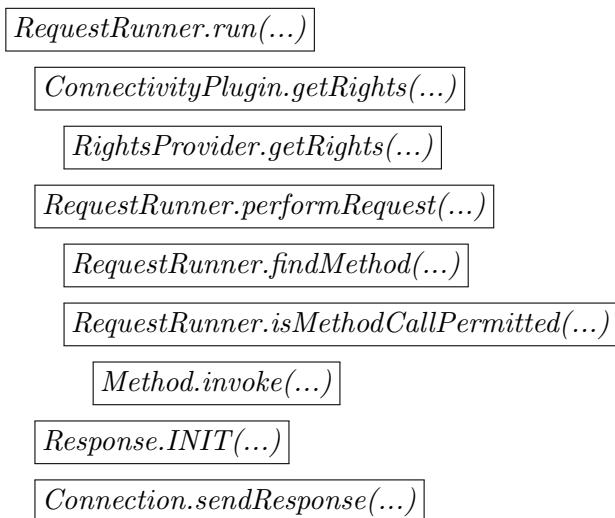 RequestRunner.run(...)
ConnectivityPlugin.getRights(...)
RightsProvider.getRights(...)
RequestRunner.performRequest(...)
RequestRunner.findMethod(...)
RequestRunner.isMethodCallPermitted(...)
Method.invoke(...)
Response.INIT(...)
Connection.sendResponse(...)